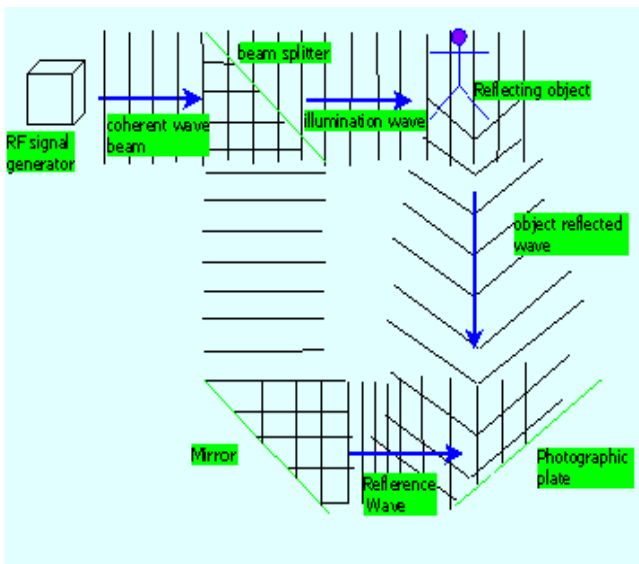 beam splitter
Reflecting object
coherent wave
beam
illumination wave
RF signal
generator
object reflected
wave
Mirror
Refference
Wave
Photographic
plate